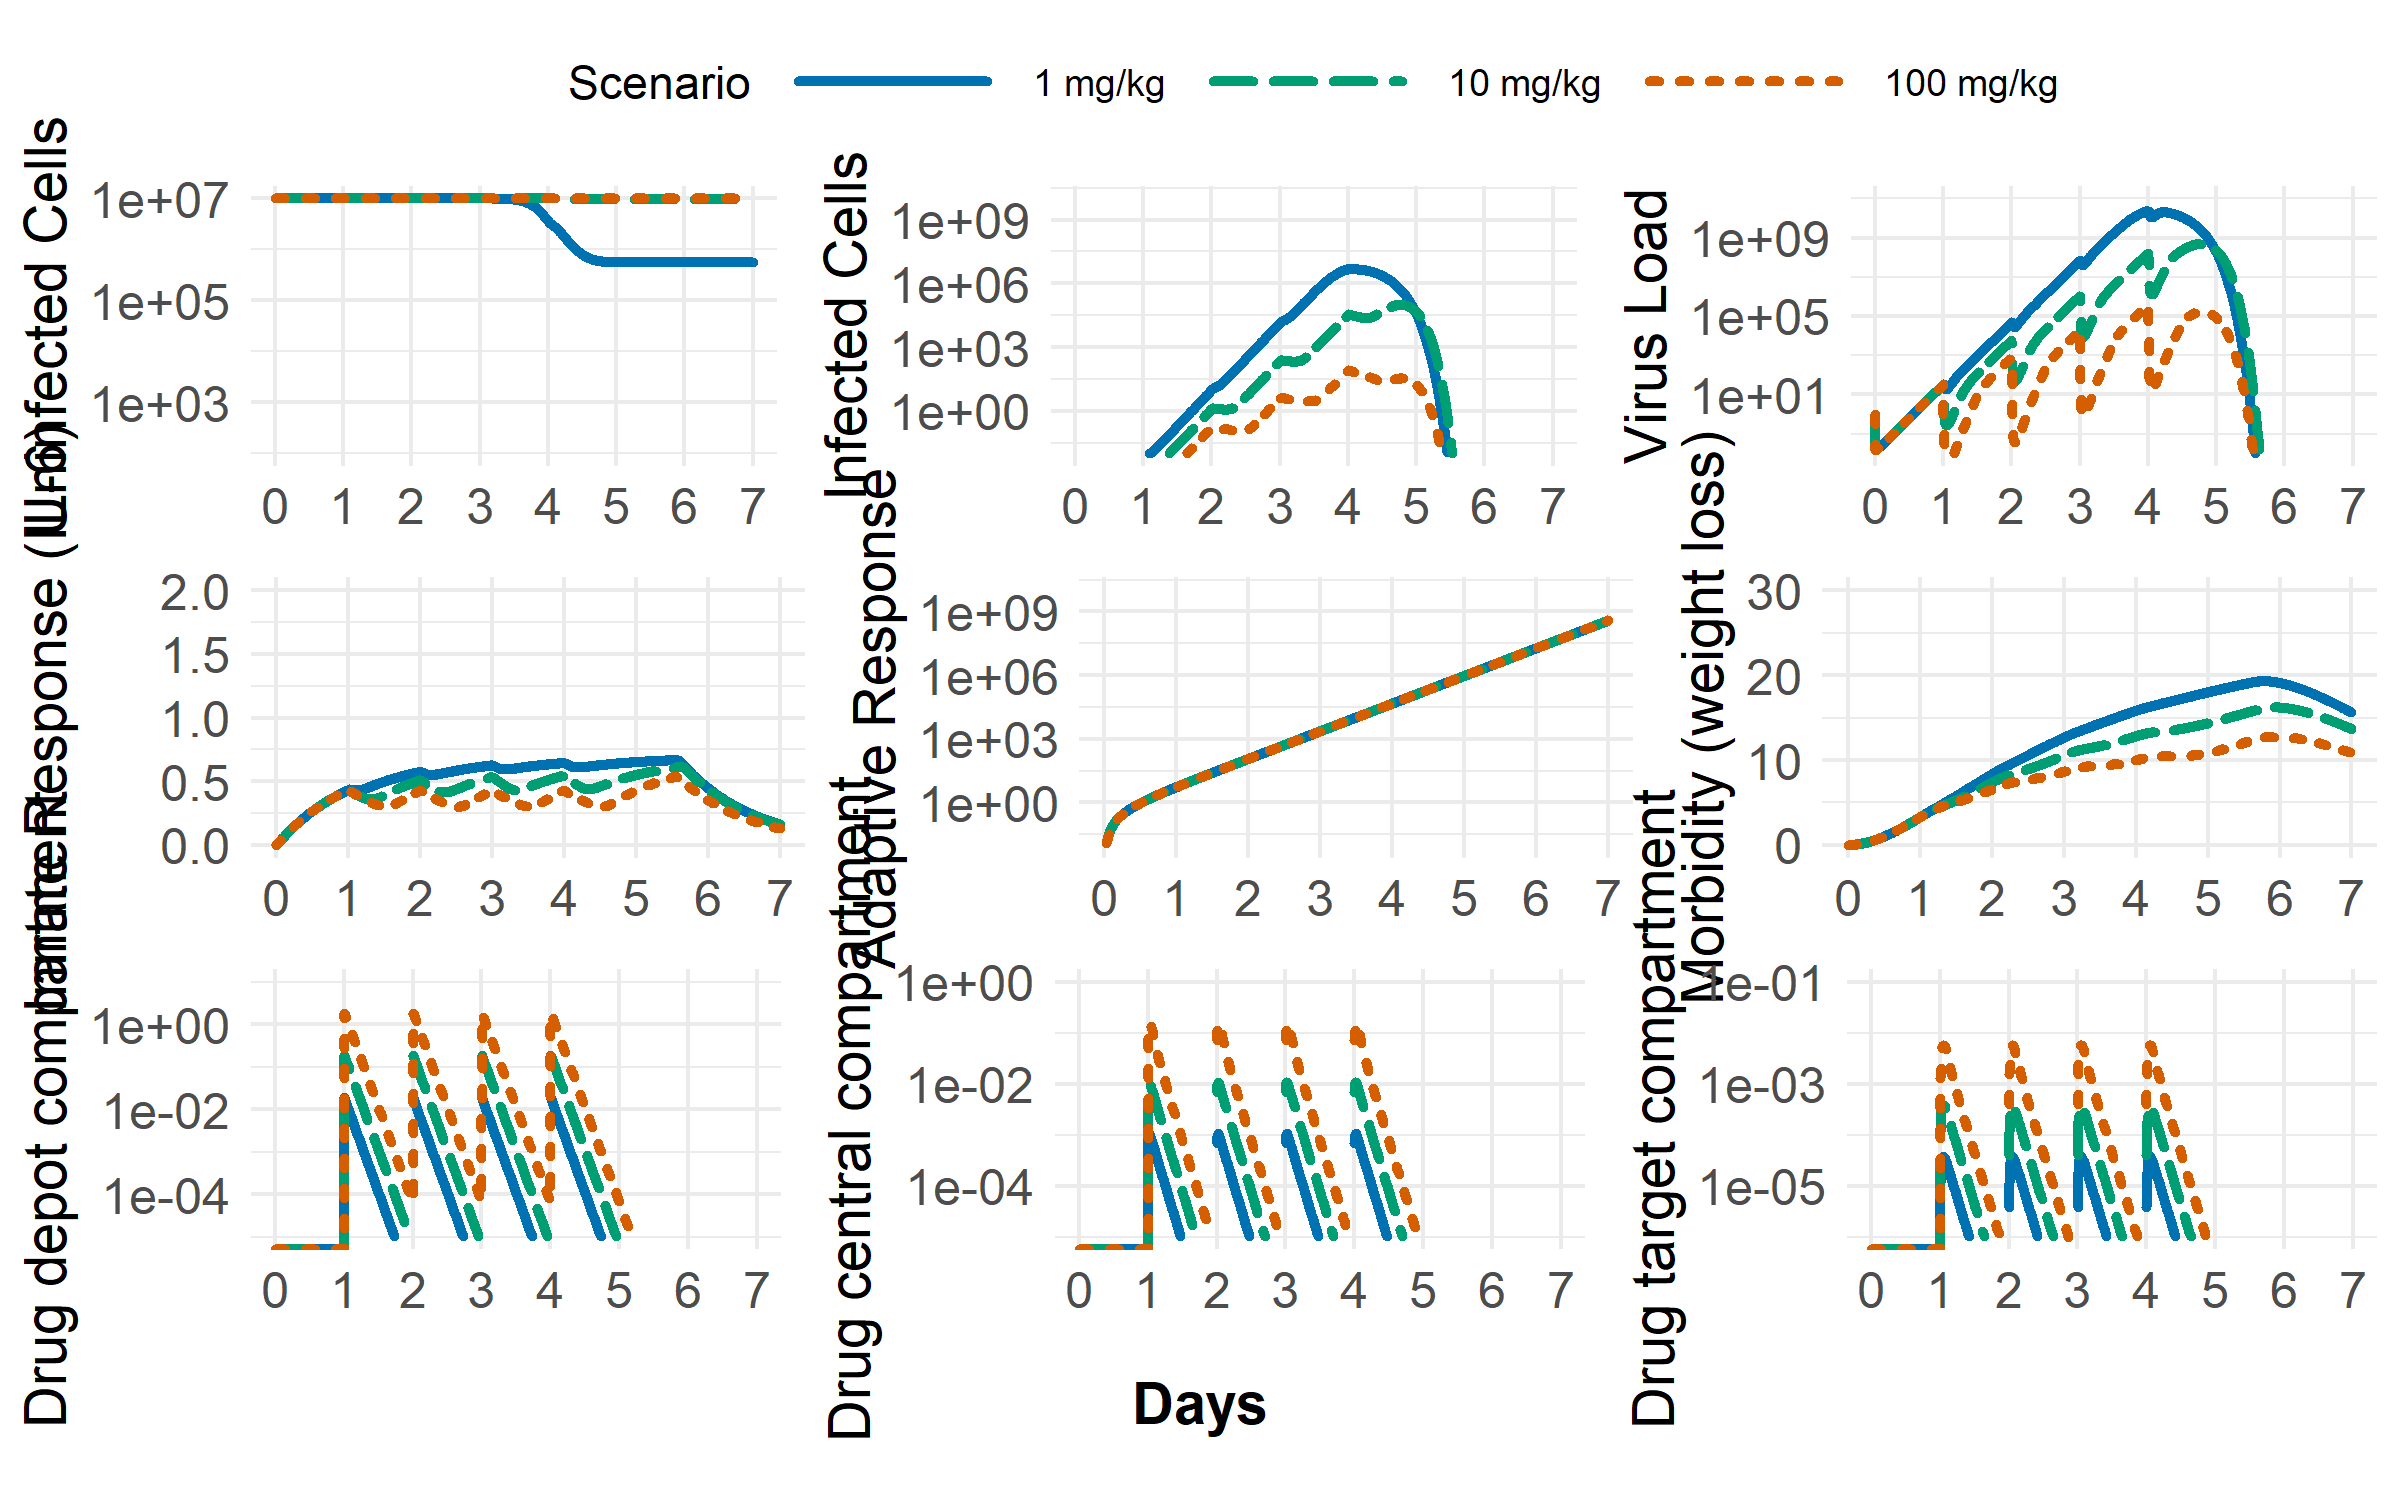 Scenario 1 mg/kg 10 mg/kg 100 mg/kg
Uninfected Cells
1e+07
1e+05
1e+03
0 1 2 3 4 5 6 7
Infected Cells
1e+09
1e+06
1e+03
1e+00
0 1 2 3 4 5 6 7
Virus Load
1e+09
1e+05
1e+01
0 1 2 3 4 5 6 7
Innate Response (IL-6)
2.0
1.5
1.0
0.5
0.0
0 1 2 3 4 5 6 7
Adaptive Response
1e+09
1e+06
1e+03
1e+00
0 1 2 3 4 5 6 7
Morbidity (weight loss)
30
20
10
0
0 1 2 3 4 5 6 7
Drug depot compartment
1e+00
1e-02
1e-04
0 1 2 3 4 5 6 7
Drug central compartment
1e+00
1e-02
1e-04
0 1 2 3 4 5 6 7
Drug target compartment
1e-01
1e-03
1e-05
0 1 2 3 4 5 6 7
Days